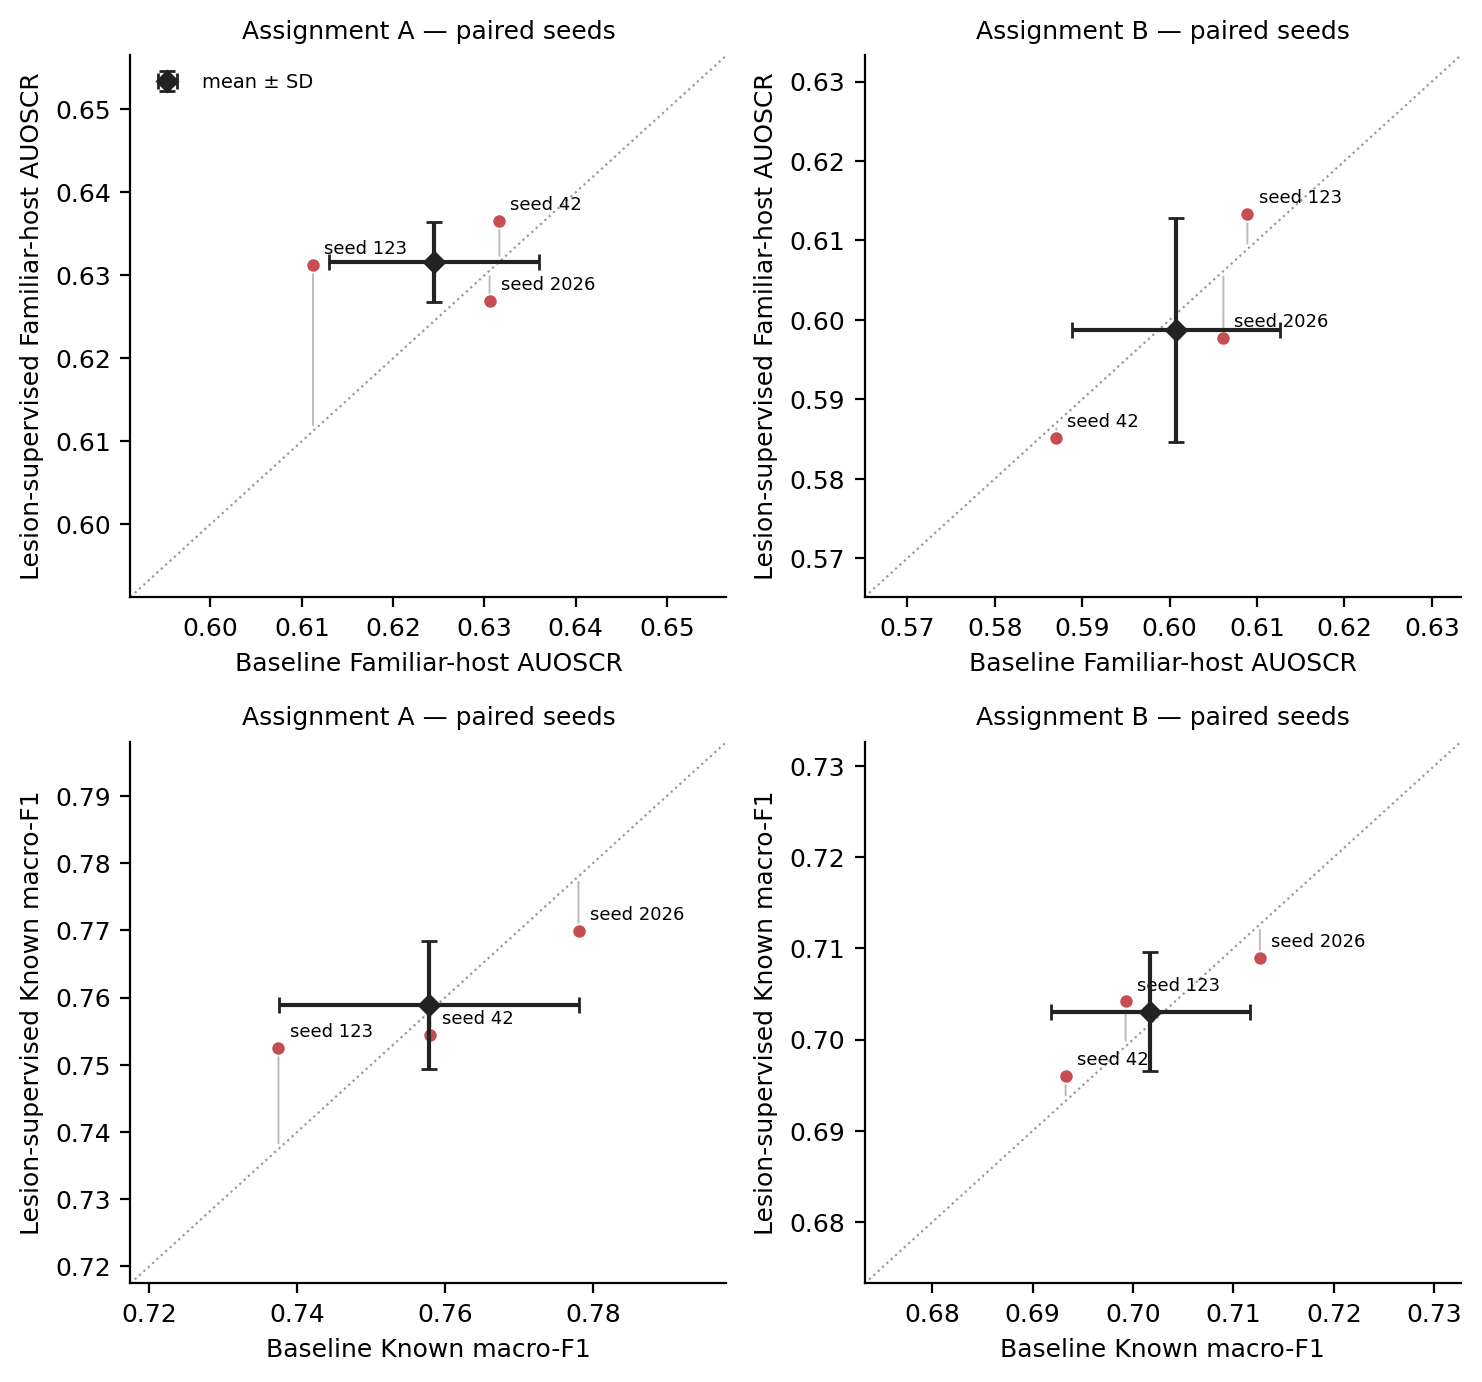 Assignment A — paired seeds
mean ± SD
Lesion-supervised Familiar-host AUOSCR
0.65
0.64
0.63
0.62
0.61
0.60
seed 42
seed 123
seed 2026
0.60 0.61 0.62 0.63 0.64 0.65
Baseline Familiar-host AUOSCR
Assignment B — paired seeds
Lesion-supervised Familiar-host AUOSCR
0.63
0.62
0.61
0.60
0.59
0.58
0.57
seed 123
seed 2026
seed 42
0.57 0.58 0.59 0.60 0.61 0.62 0.63
Baseline Familiar-host AUOSCR
Assignment A — paired seeds
Lesion-supervised Known macro-F1
0.79
0.78
0.77
0.76
0.75
0.74
0.73
0.72
seed 2026
seed 42
seed 123
0.72 0.74 0.76 0.78
Baseline Known macro-F1
Assignment B — paired seeds
Lesion-supervised Known macro-F1
0.73
0.72
0.71
0.70
0.69
0.68
seed 2026
seed 123
seed 42
0.68 0.69 0.70 0.71 0.72 0.73
Baseline Known macro-F1